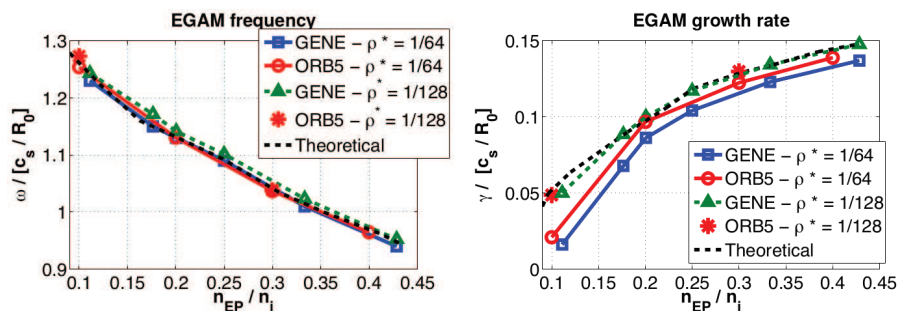 EGAM frequency
1.3
1.2
1.1
1
0.9
ω / [c_s / R_0]
0.1 0.15 0.2 0.25 0.3 0.35 0.4 0.45
n_EP / n_i
GENE – ρ* = 1/64
ORB5 – ρ* = 1/64
GENE – ρ* = 1/128
ORB5 – ρ* = 1/128
Theoretical
EGAM growth rate
0.15
0.1
0.05
0
γ / [c_s / R_0]
0.1 0.15 0.2 0.25 0.3 0.35 0.4 0.45
n_EP / n_i
GENE – ρ* = 1/64
ORB5 – ρ* = 1/64
GENE – ρ* = 1/128
ORB5 – ρ* = 1/128
Theoretical